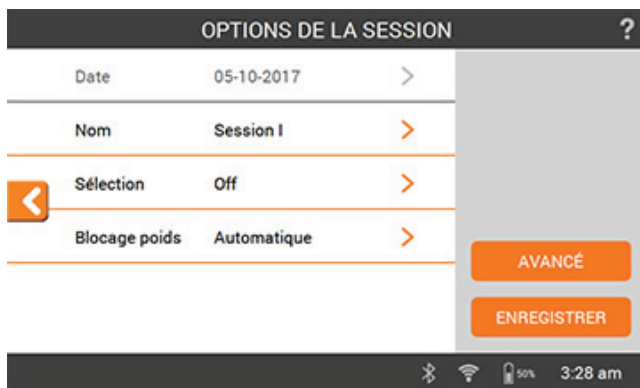 OPTIONS DE LA SESSION ?
Date 05-10-2017
Nom Session I
Sélection Off
Blocage poids Automatique
AVANCÉ
ENREGISTRER
50% 3:28 am